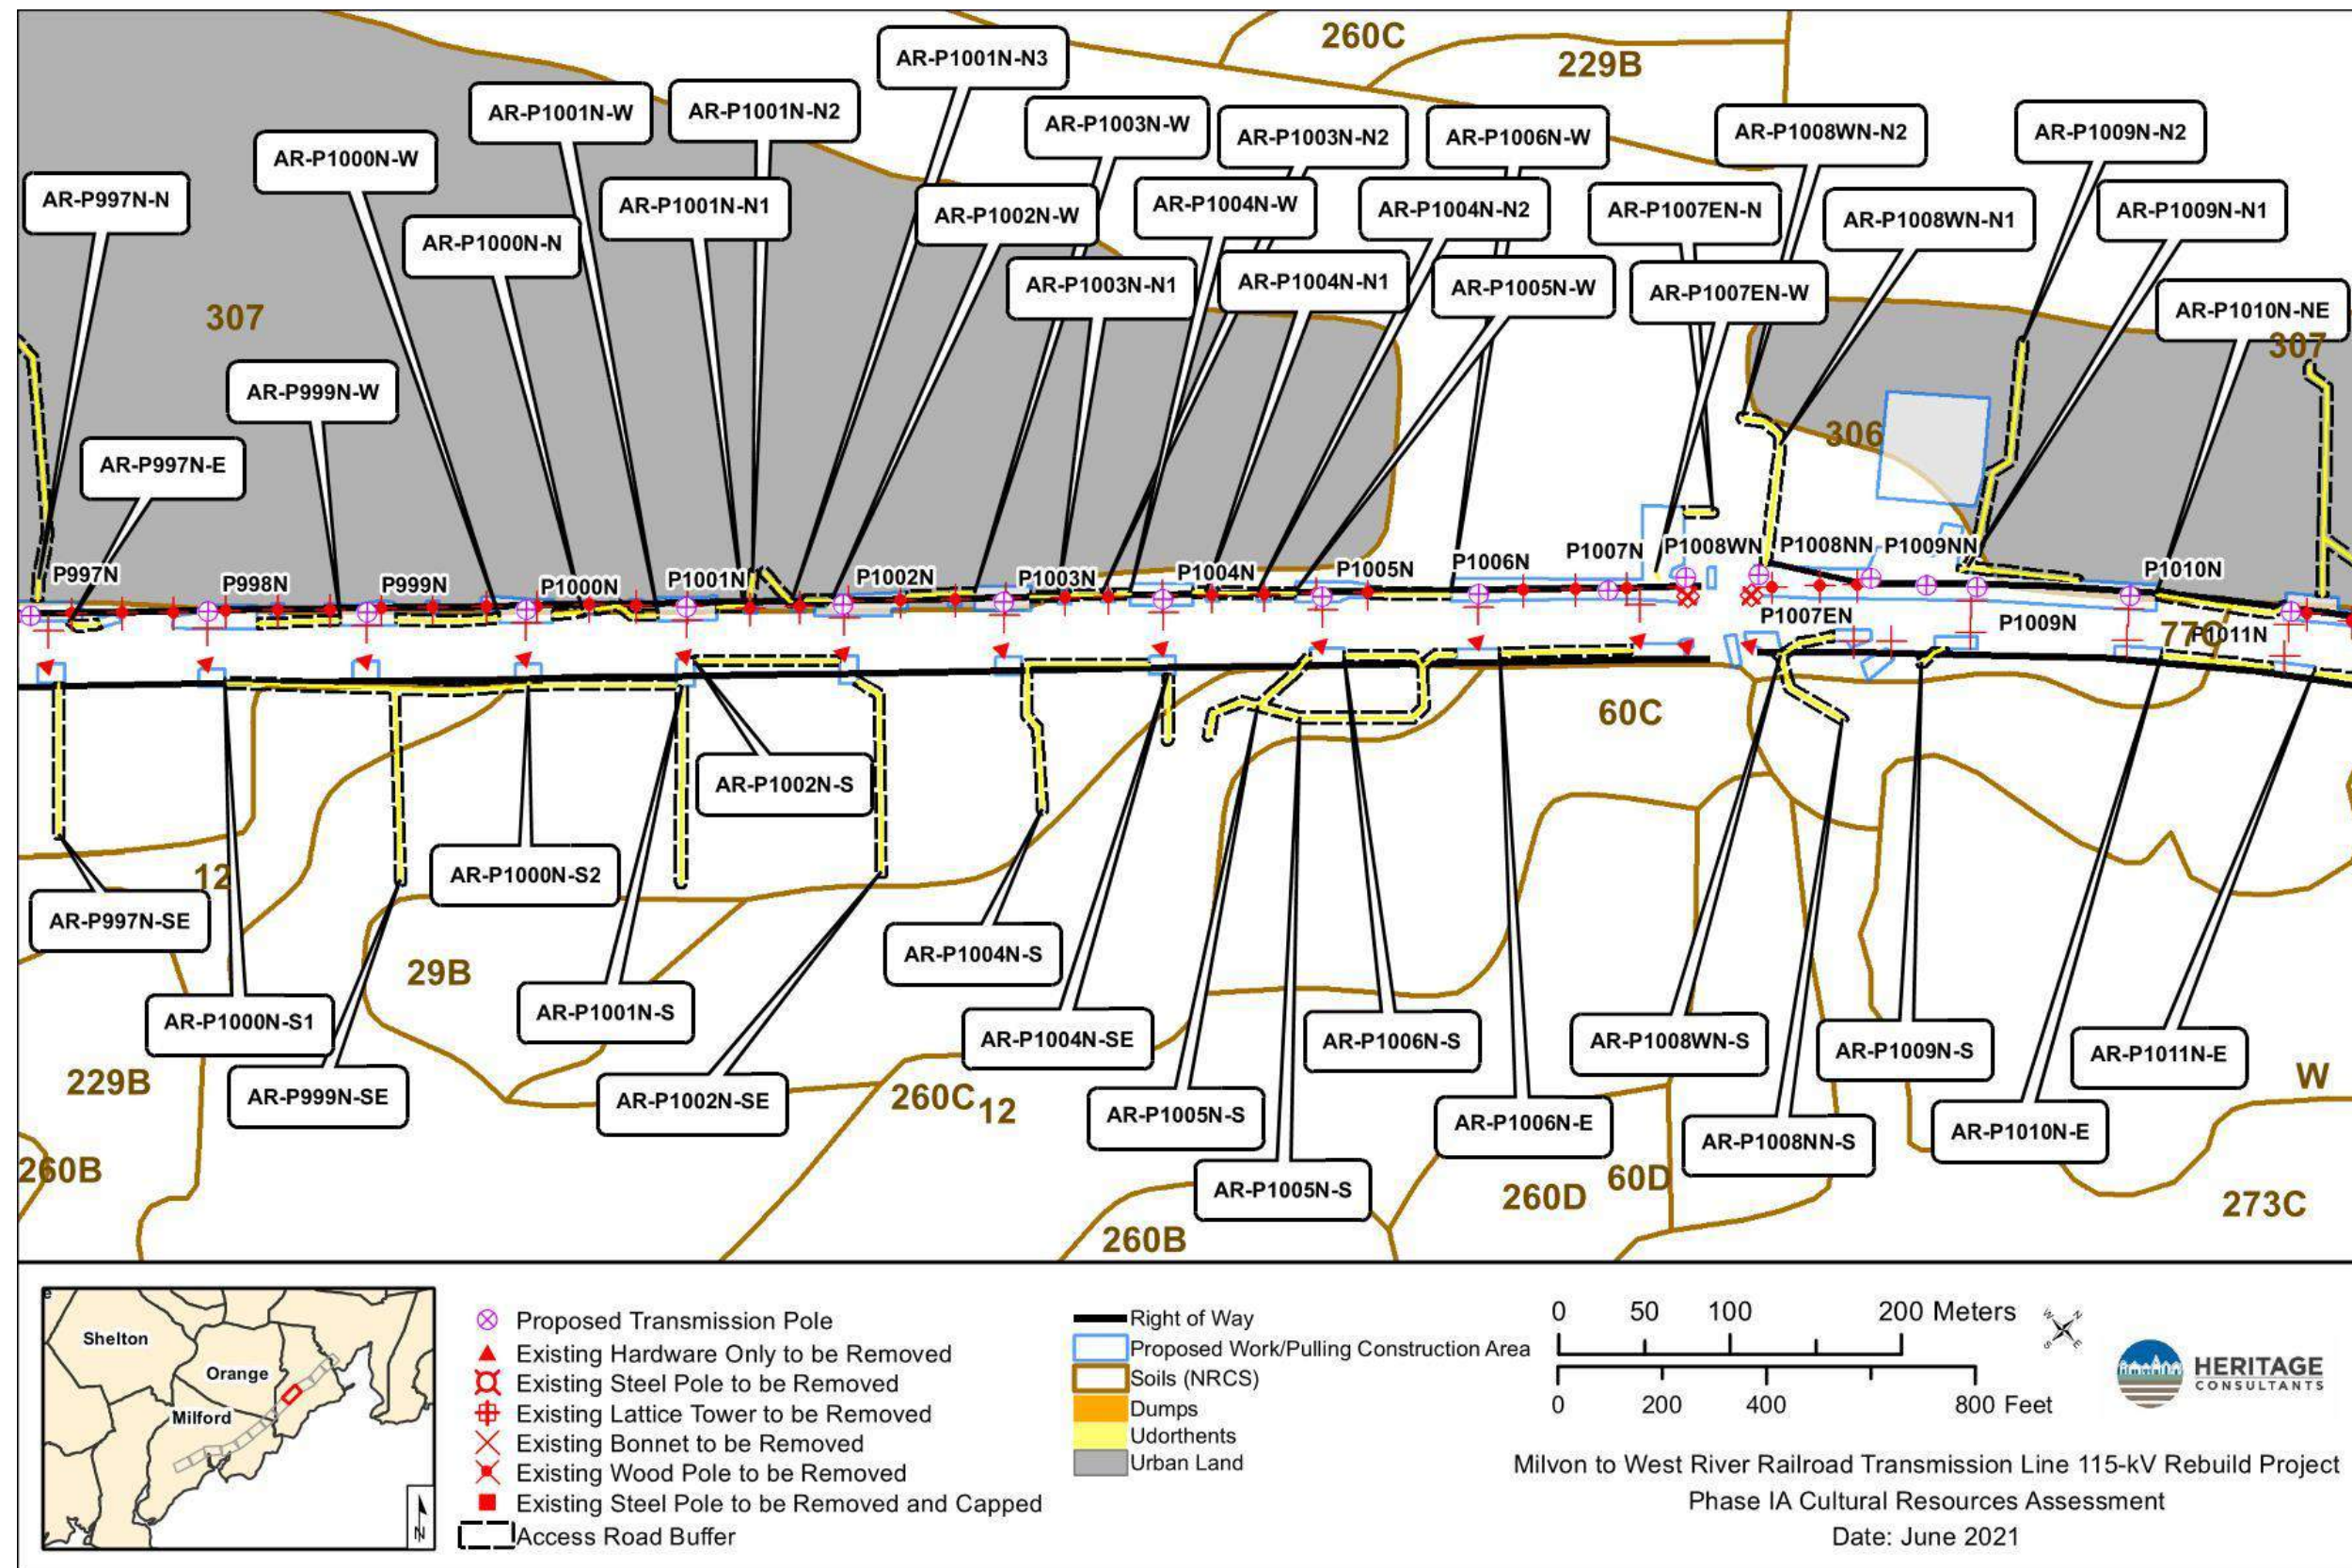 260C
229B
AR-P1001N-N3
AR-P1001N-W
AR-P1001N-N2
AR-P1003N-W
AR-P1003N-N2
AR-P1006N-W
AR-P1008WN-N2
AR-P1009N-N2
AR-P1000N-W
AR-P997N-N
AR-P1000N-N
AR-P1001N-N1
AR-P1002N-W
AR-P1004N-W
AR-P1004N-N2
AR-P1007EN-N
AR-P1008WN-N1
AR-P1009N-N1
AR-P1003N-N1
AR-P1004N-N1
AR-P1005N-W
AR-P1007EN-W
AR-P1010N-NE
307
307
AR-P999N-W
306
AR-P997N-E
P997N
P998N
P999N
P1000N
P1001N
P1002N
P1003N
P1004N
P1005N
P1006N
P1007N
P1008WN
P1008NN
P1009NN
P1010N
P1007EN
P1009N
77C
P1011N
60C
AR-P1002N-S
12
AR-P1000N-S2
AR-P997N-SE
29B
AR-P1004N-S
AR-P1000N-S1
AR-P1001N-S
AR-P1004N-SE
AR-P1006N-S
AR-P1008WN-S
AR-P1009N-S
AR-P1011N-E
229B
AR-P999N-SE
AR-P1002N-SE
260C
12
AR-P1005N-S
AR-P1006N-E
AR-P1008NN-S
AR-P1010N-E
W
260B
AR-P1005N-S
260D
60D
273C
260B
e
Shelton
Orange
Milford
N
Proposed Transmission Pole
Existing Hardware Only to be Removed
Existing Steel Pole to be Removed
Existing Lattice Tower to be Removed
Existing Bonnet to be Removed
Existing Wood Pole to be Removed
Existing Steel Pole to be Removed and Capped
Access Road Buffer
Right of Way
Proposed Work/Pulling Construction Area
Soils (NRCS)
Dumps
Udorthents
Urban Land
0 50 100 200 Meters
0 200 400 800 Feet
W N
S E
HERITAGE
CONSULTANTS
Milvon to West River Railroad Transmission Line 115-kV Rebuild Project
Phase IA Cultural Resources Assessment
Date: June 2021